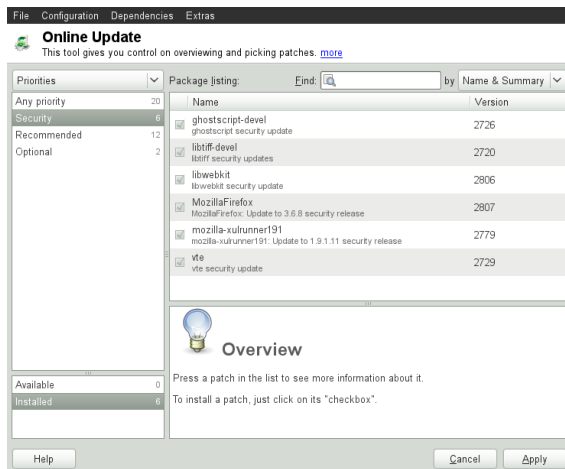 File Configuration Dependencies Extras
Online Update
This tool gives you control on overviewing and picking patches. more
Priorities
Any priority 20
Security 6
Recommended 12
Optional 2
Available 0
Installed 6
Package listing: Find: by Name & Summary
Name Version
ghostscript-devel 2726
ghostscript security update
libtiff-devel 2720
libtiff security updates
libwebkit 2806
libwebkit security update
MozillaFirefox 2807
MozillaFirefox: Update to 3.6.8 security release
mozilla-xulrunner191 2779
mozilla-xulrunner191: Update to 1.9.1.11 security release
vte 2729
vte security update
Overview
Press a patch in the list to see more information about it.
To install a patch, just click on its "checkbox".
Help Cancel Apply